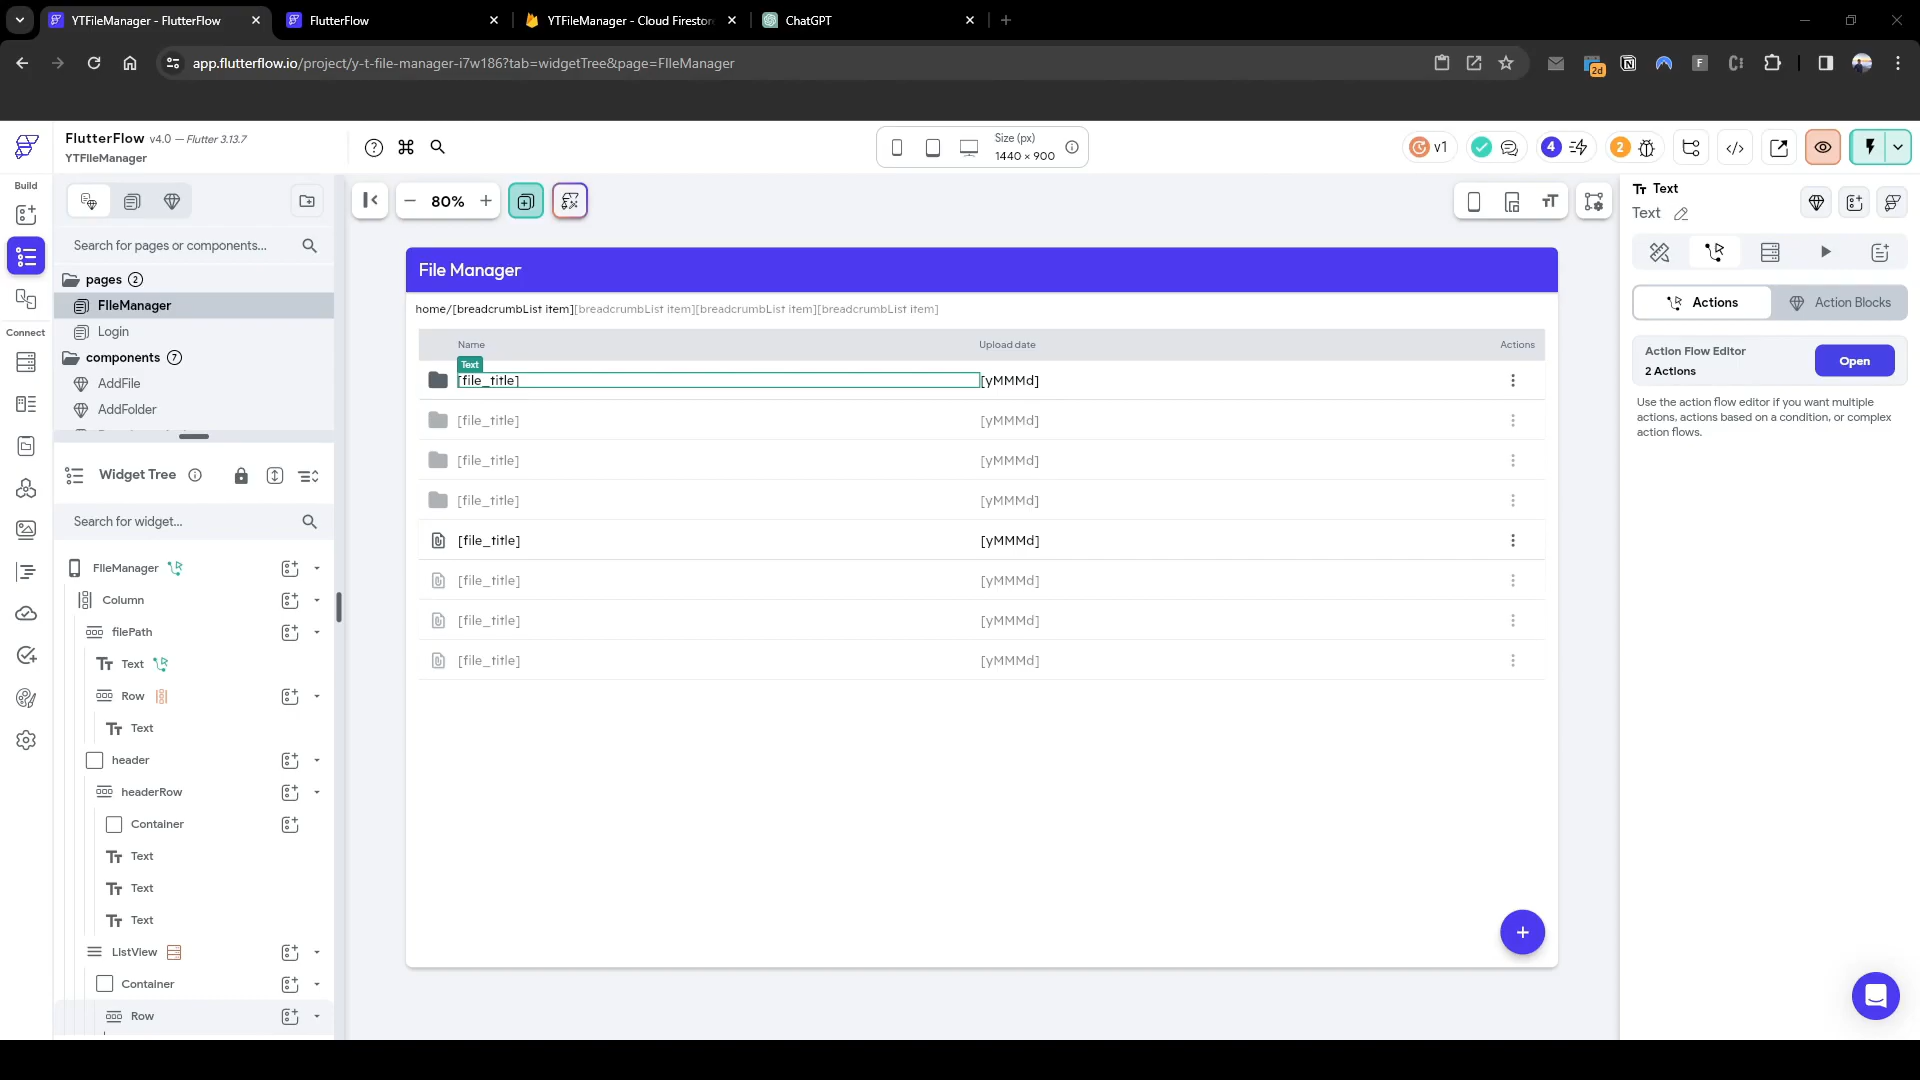 YTFileManager - FlutterFlow
FlutterFlow
YTFileManager - Cloud Firestore
ChatGPT
app.flutterflow.io/project/y-t-file-manager-i7w186?tab=widgetTree&page=FIleManager
2d
F
FlutterFlow v4.0 — Flutter 3.13.7
YTFileManager
Size (px)
1440 × 900
v1
4
2
Build
80%
Text
Text
Search for pages or components...
File Manager
pages (2)
FIleManager
home/[breadcrumbList item][breadcrumbList item][breadcrumbList item][breadcrumbList item]
Actions
Action Blocks
Login
Connect
Name
Upload date
Actions
components (7)
Action Flow Editor
2 Actions
Open
Text
AddFile
[file_title]
[yMMMd]
AddFolder
Use the action flow editor if you want multiple
actions, actions based on a condition, or complex
action flows.
[file_title]
[yMMMd]
[file_title]
[yMMMd]
Widget Tree
[file_title]
[yMMMd]
Search for widget...
[file_title]
[yMMMd]
FIleManager
[file_title]
[yMMMd]
Column
[file_title]
[yMMMd]
filePath
[file_title]
[yMMMd]
Text
Row
Text
header
headerRow
Container
Text
Text
Text
ListView
Container
Row